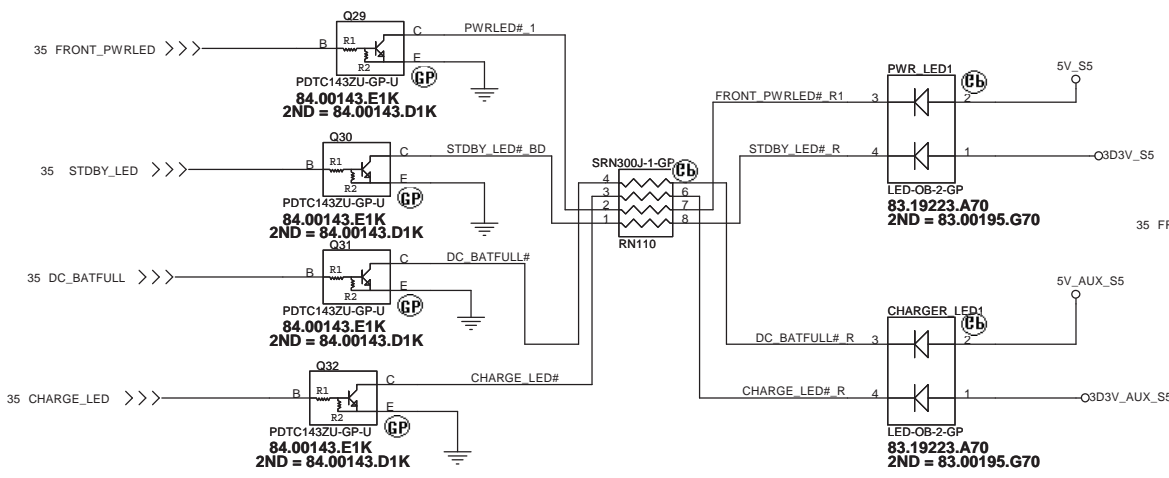 Q29
35 FRONT_PWRLED
B
R1
R2
C
E
PWRLED#_1
GP
PDTC143ZU-GP-U
84.00143.E1K
2ND = 84.00143.D1K
Q30
35 STDBY_LED
B
R1
R2
C
E
STDBY_LED#_BD
GP
PDTC143ZU-GP-U
84.00143.E1K
2ND = 84.00143.D1K
Q31
35 DC_BATFULL
B
R1
R2
C
E
DC_BATFULL#
GP
PDTC143ZU-GP-U
84.00143.E1K
2ND = 84.00143.D1K
Q32
35 CHARGE_LED
B
R1
R2
C
E
CHARGE_LED#
GP
PDTC143ZU-GP-U
84.00143.E1K
2ND = 84.00143.D1K
SRN300J-1-GP
4
3
2
1
6
7
8
RN110
PWR_LED1
5V_S5
FRONT_PWRLED#_R1
3
2
STDBY_LED#_R
4
1
3D3V_S5
LED-OB-2-GP
83.19223.A70
2ND = 83.00195.G70
35 FR
5V_AUX_S5
CHARGER_LED1
DC_BATFULL#_R
3
2
CHARGE_LED#_R
4
1
3D3V_AUX_S5
LED-OB-2-GP
83.19223.A70
2ND = 83.00195.G70